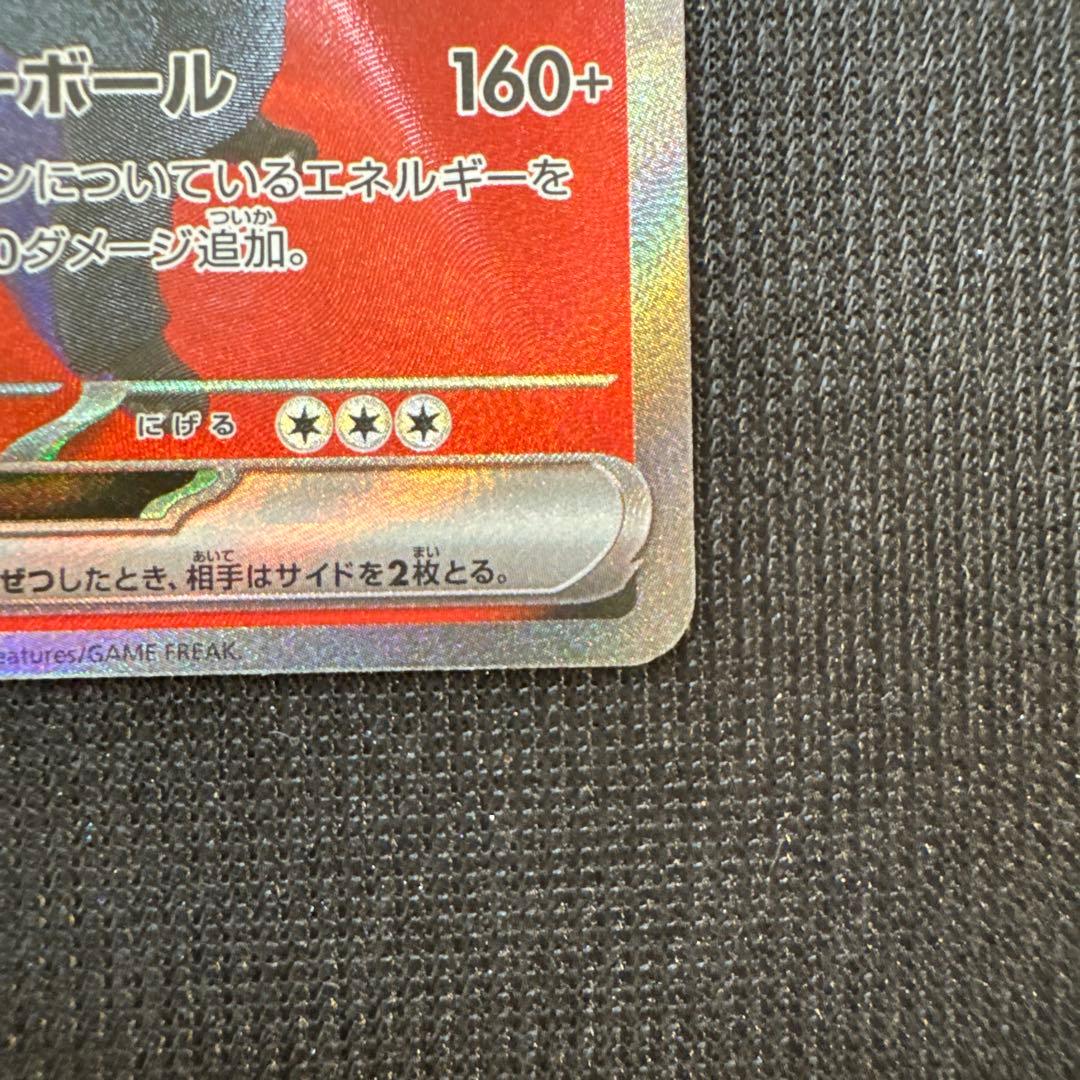 ーボール 160+
ンについているエネルギーを
0ダメージ追加。
ついか
にげる
ぜつしたとき、相手はサイドを2枚とる。
あいて まい
eatures/GAME FREAK.